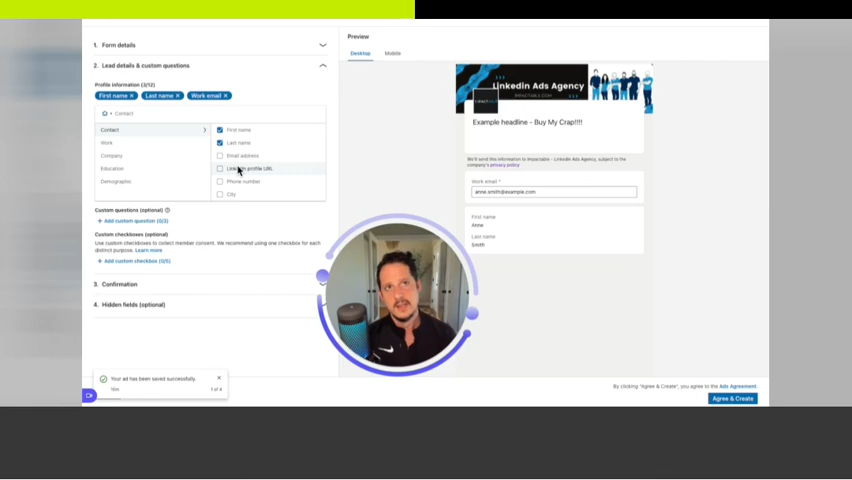 1. Form details
2. Lead details & custom questions
Profile information (3/12)
First name ×
Last name ×
Work email ×
Contact
Contact
Work
Company
Education
Demographic
First name
Last name
Email address
LinkedIn profile URL
Phone number
City
Custom questions (optional)
+ Add custom question (0/3)
Custom checkboxes (optional)
Use custom checkboxes to collect member consent. We recommend using one checkbox for each
distinct purpose. Learn more
+ Add custom checkbox (0/5)
3. Confirmation
4. Hidden fields (optional)
Your ad has been saved successfully.
1 of 4
Preview
Desktop
Mobile
LinkedIn Ads Agency
IMPACTABLE.COM
Example headline - Buy My Crap!!!!
We'll send this information to Impactable - LinkedIn Ads Agency, subject to the
company's privacy policy
Work email *
anne.smith@example.com
First name
Anne
Last name
Smith
By clicking "Agree & Create", you agree to the Ads Agreement.
Agree & Create